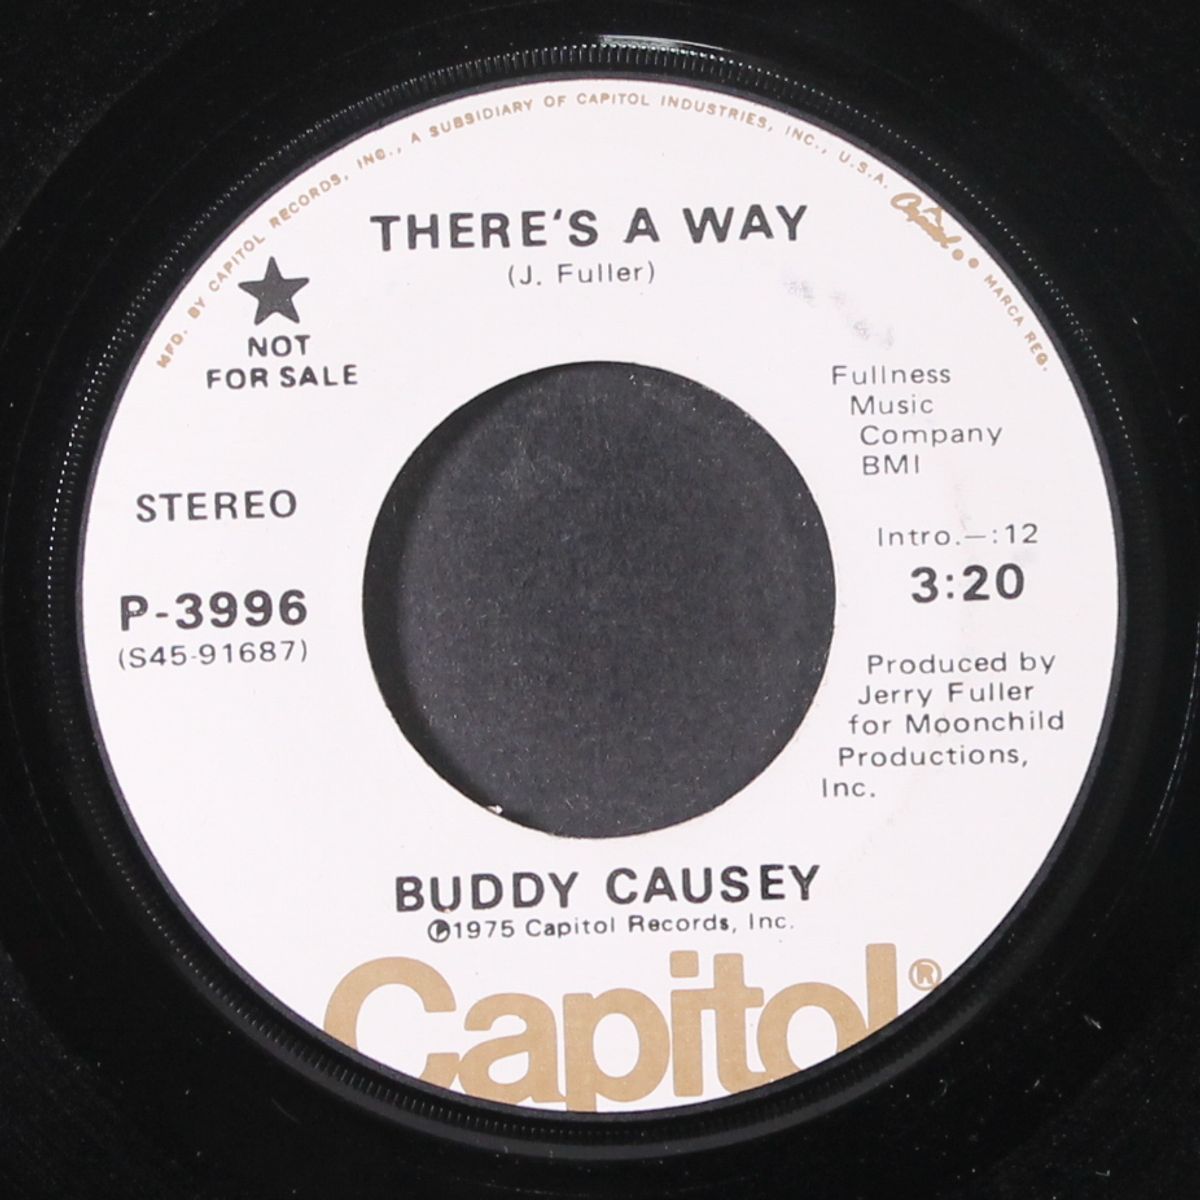 MFD. BY CAPITOL RECORDS, INC., A SUBSIDIARY OF CAPITOL INDUSTRIES, INC., U.S.A. Capitol • • MARCA REG.
THERE'S A WAY
(J. Fuller)
★
NOT
FOR SALE
Fullness
Music
Company
BMI
STEREO
Intro.—:12
3:20
P-3996
(S45-91687)
Produced by
Jerry Fuller
for Moonchild
Productions,
Inc.
BUDDY CAUSEY
℗1975 Capitol Records, Inc.
Capitol®